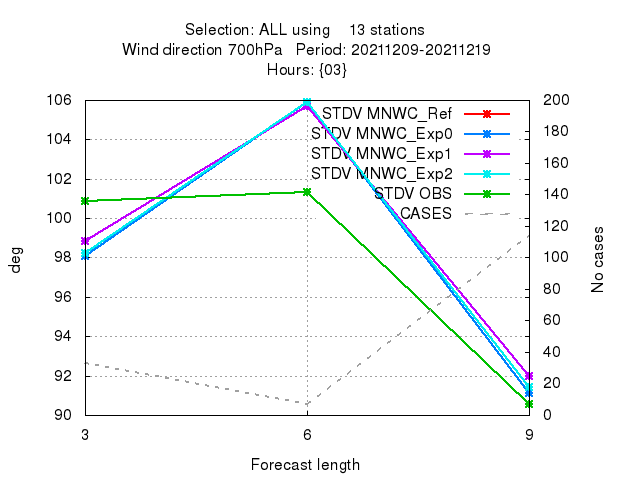 Selection: ALL using    13 stations
Wind direction 700hPa   Period: 20211209-20211219
Hours: {03}
106
104
102
100
98
96
94
92
90
deg
200
180
160
140
120
100
80
60
40
20
0
No cases
STDV MNWC_Ref
STDV MNWC_Exp0
STDV MNWC_Exp1
STDV MNWC_Exp2
STDV OBS
CASES
3
6
9
Forecast length